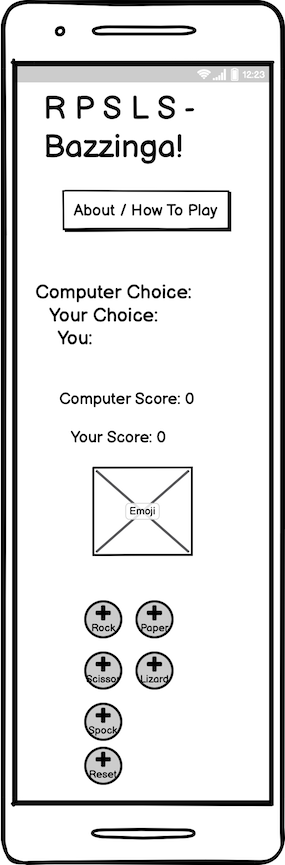 12:23
R P S L S -
Bazzinga!
About / How To Play
Computer Choice:
Your Choice:
You:
Computer Score: 0
Your Score: 0
Emoji
Rock Paper
Scissor Lizard
Spock
Reset